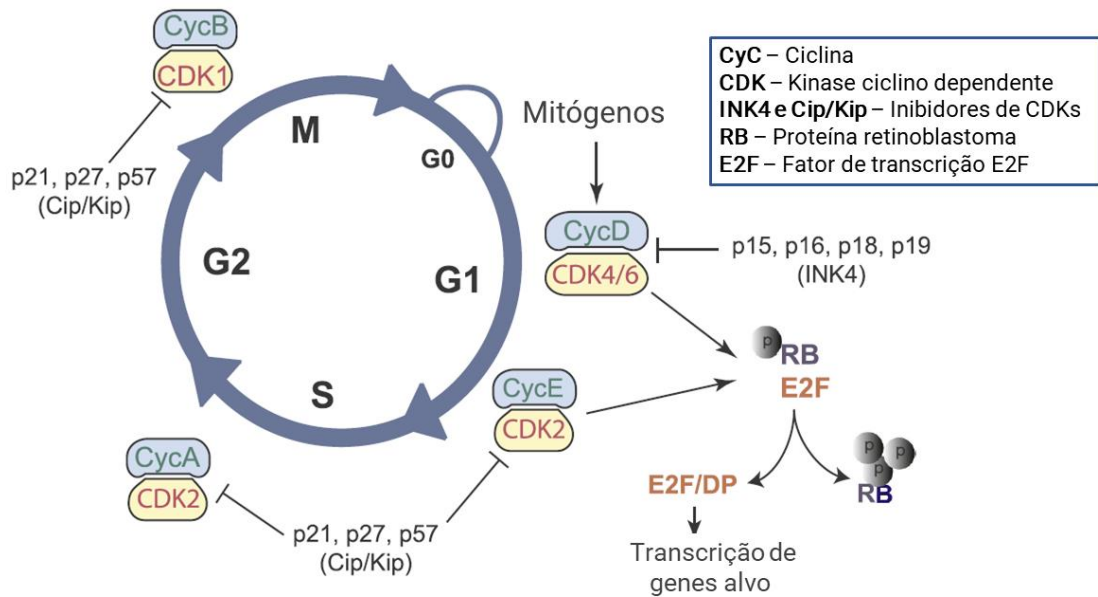 CycB
CDK1
p21, p27, p57
(Cip/Kip)
M
G0
G2
G1
S
Mitógenos
CycD
CDK4/6
p15, p16, p18, p19
(INK4)
CyC – Ciclina
CDK – Kinase ciclino dependente
INK4 e Cip/Kip – Inibidores de CDKs
RB – Proteína retinoblastoma
E2F – Fator de transcrição E2F
p
RB
E2F
CycE
CDK2
CycA
CDK2
p21, p27, p57
(Cip/Kip)
E2F/DP
p
p
p
RB
Transcrição de
genes alvo